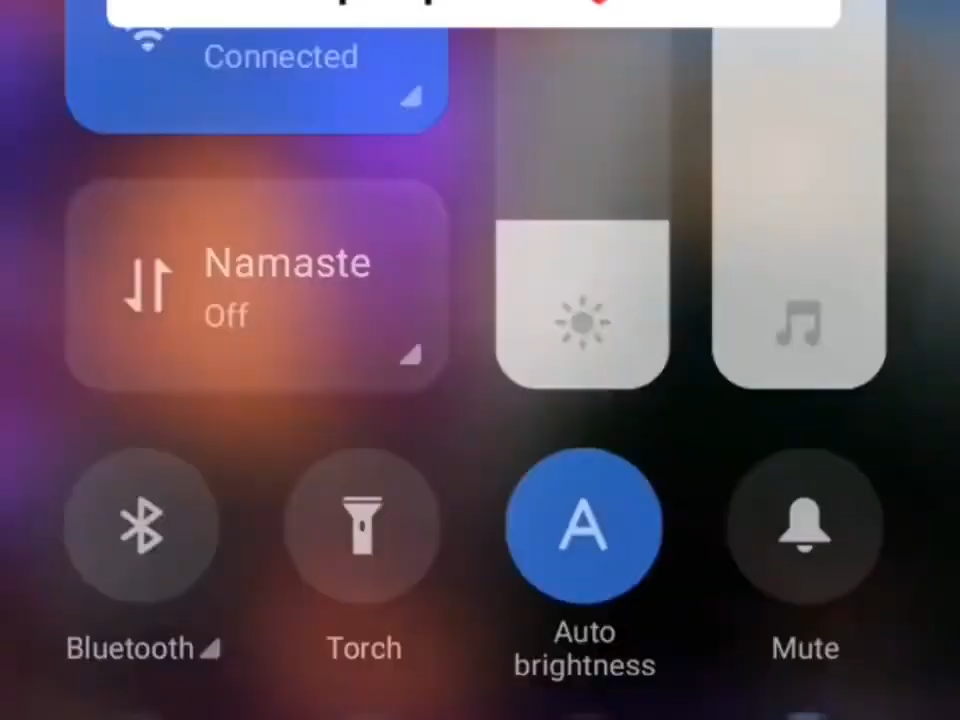 Connected
Namaste
Off
Bluetooth
Torch
Auto
brightness
Mute